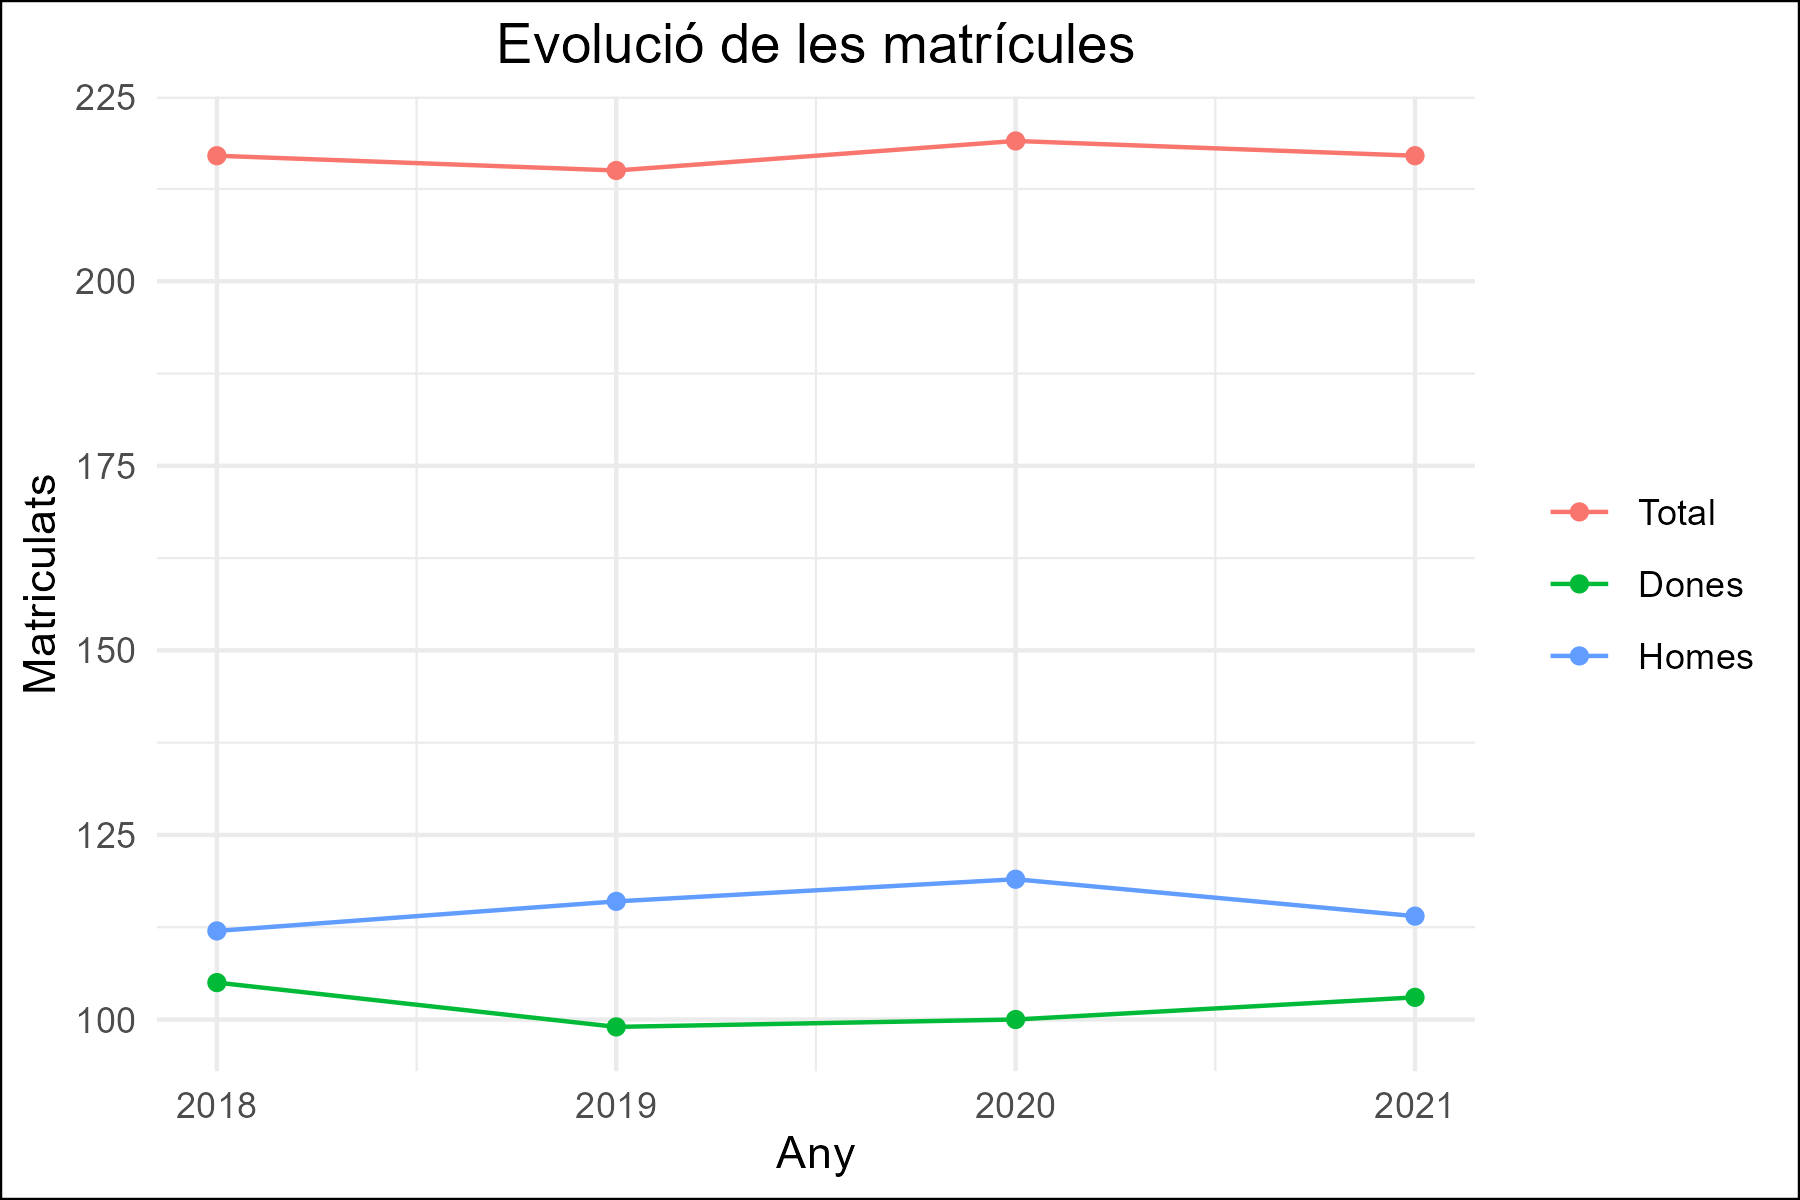 Evolució de les matrícules
225
200
175
150
125
100
Matriculats
2018 2019 2020 2021
Any
Total
Dones
Homes